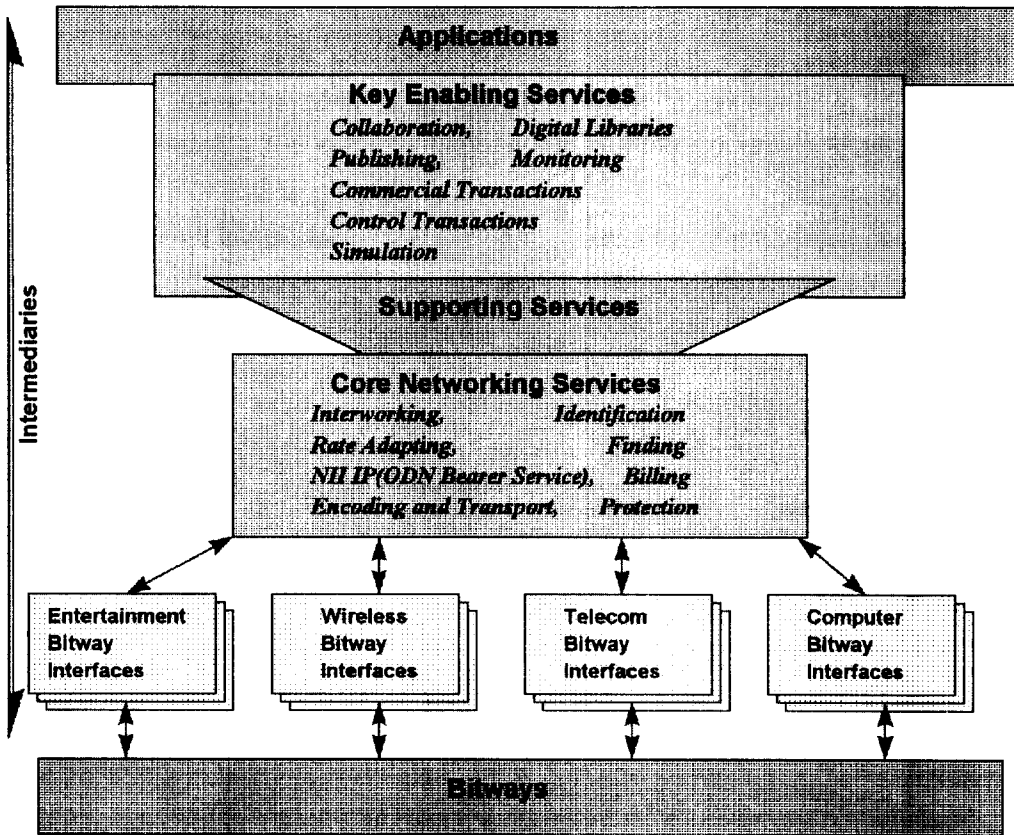 Applications
Key Enabling Services
Collaboration, Digital Libraries
Publishing, Monitoring
Commercial Transactions
Control Transactions
Simulation
Supporting Services
Intermediaries
Core Networking Services
Interworking, Identification
Rate Adapting, Finding
NII IP(ODN Bearer Service), Billing
Encoding and Transport, Protection
Entertainment
Bitway
Interfaces
Wireless
Bitway
Interfaces
Telecom
Bitway
Interfaces
Computer
Bitway
Interfaces
Bitways